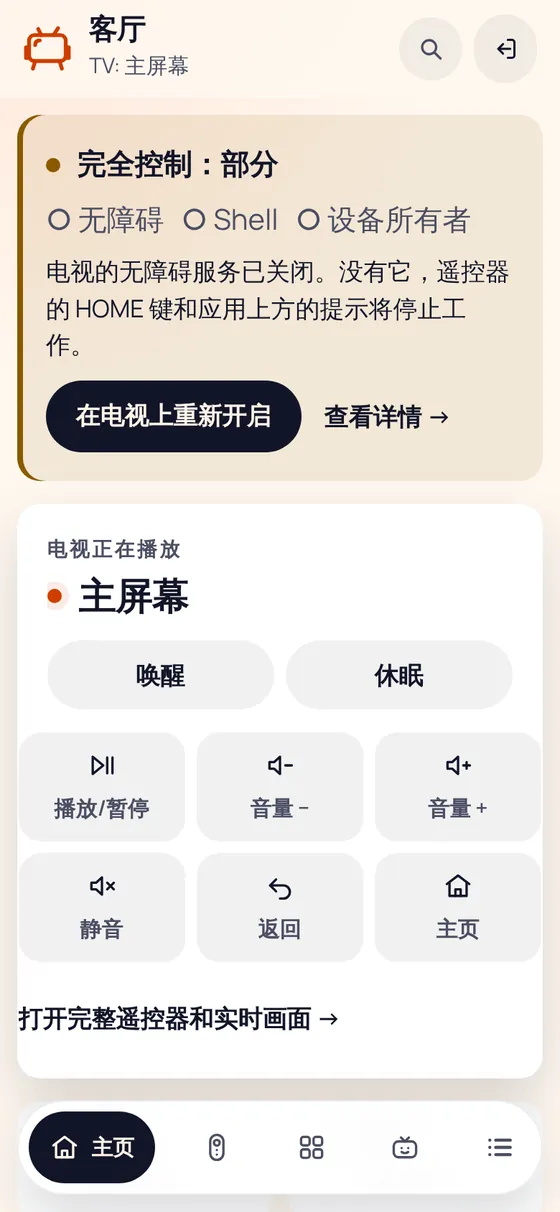 客厅
TV: 主屏幕
完全控制：部分
无障碍 Shell 设备所有者
电视的无障碍服务已关闭。没有它，遥控器
的 HOME 键和应用上方的提示将停止工
作。
在电视上重新开启 查看详情 →
电视正在播放
主屏幕
唤醒 休眠
播放/暂停 音量 − 音量 +
静音 返回 主页
打开完整遥控器和实时画面 →
主页